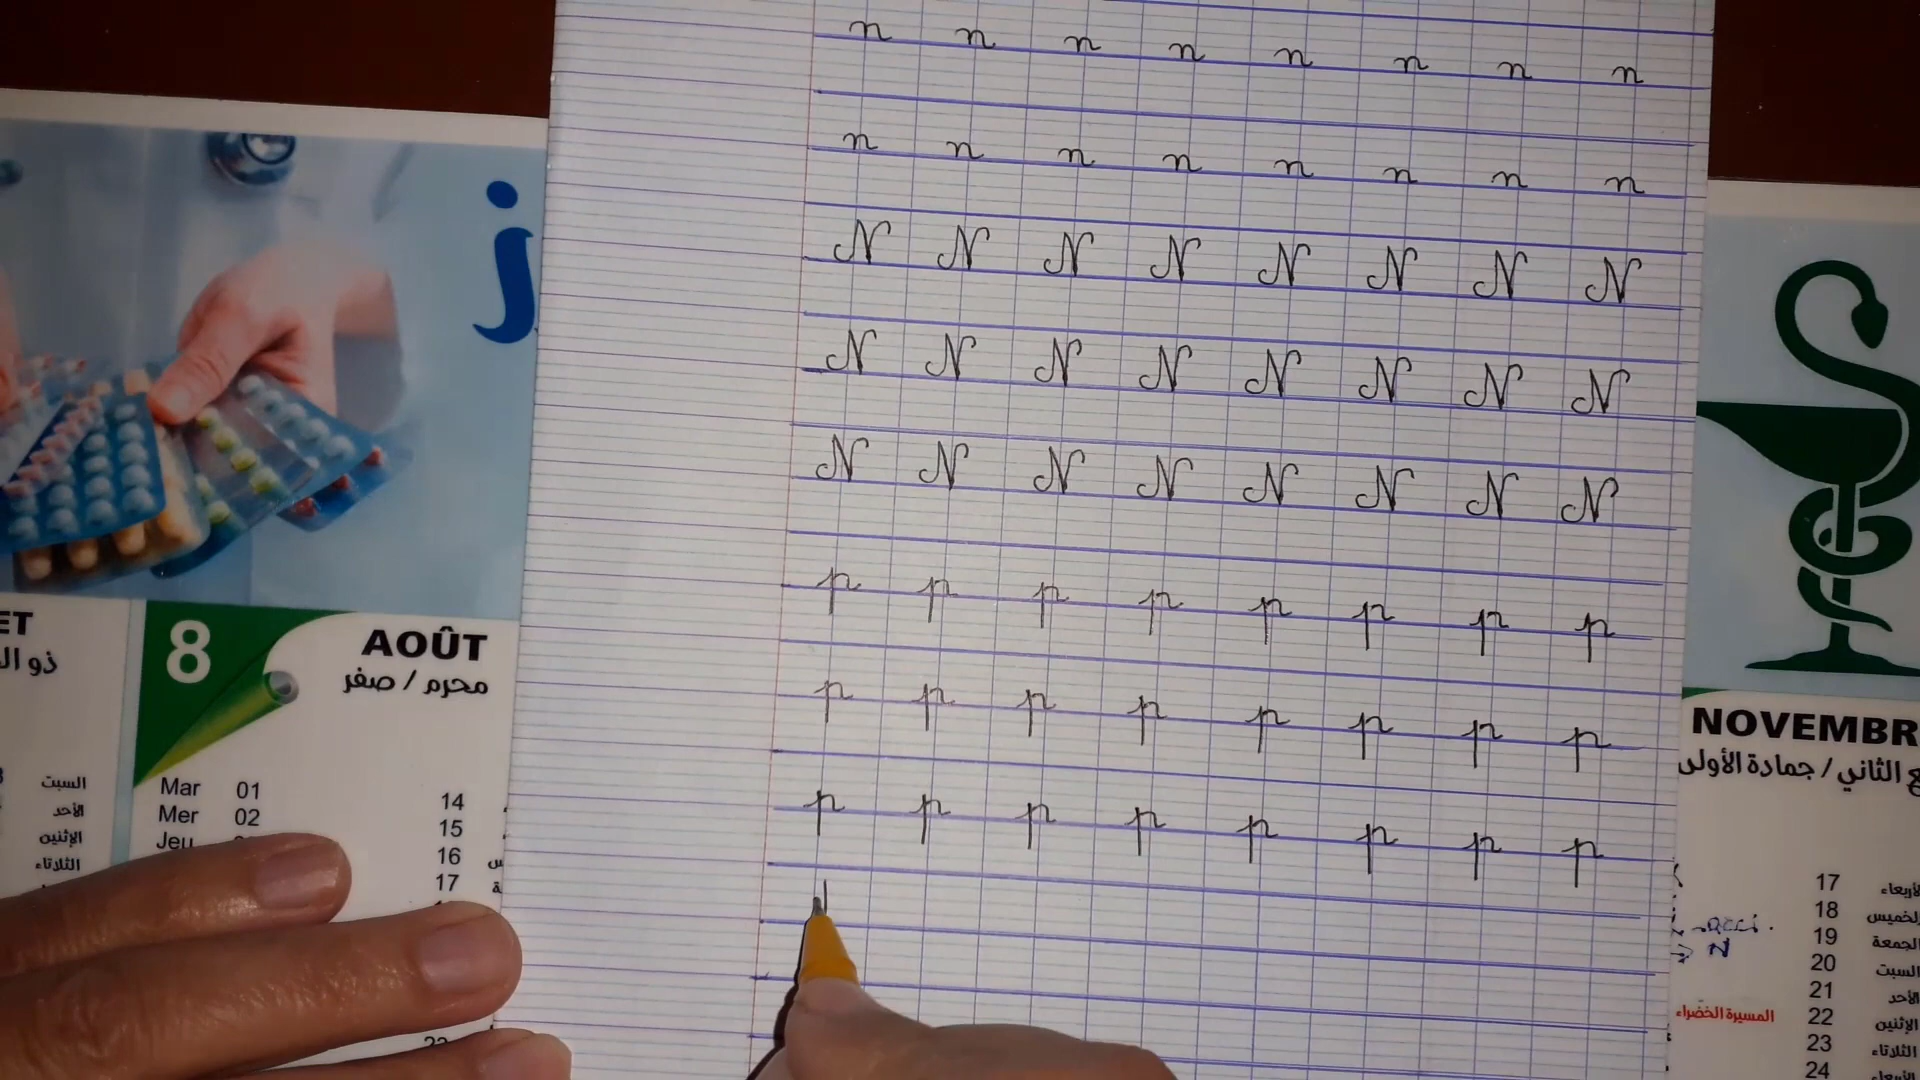 n n n n n n n n
n n n n n n n n
N N N N N N N N
N N N N N N N N
N N N N N N N N
p p p p p p p p
p p p p p p p p
p p p p p p p p
j
ET
ذو ال
8
AOÛT
محرم / صفر
السبت
الأحد
الإثنين
الثلاثاء
Mar 01
Mer 02
Jeu
14
15
16
17
NOVEMBR
ع الثاني / جمادة الأولى
17 الأربعاء
18 الخميس
19 الجمعة
20 السبت
21 الأحد
22 الإثنين
المسيرة الخضراء
23 الثلاثاء
24 الأربعاء